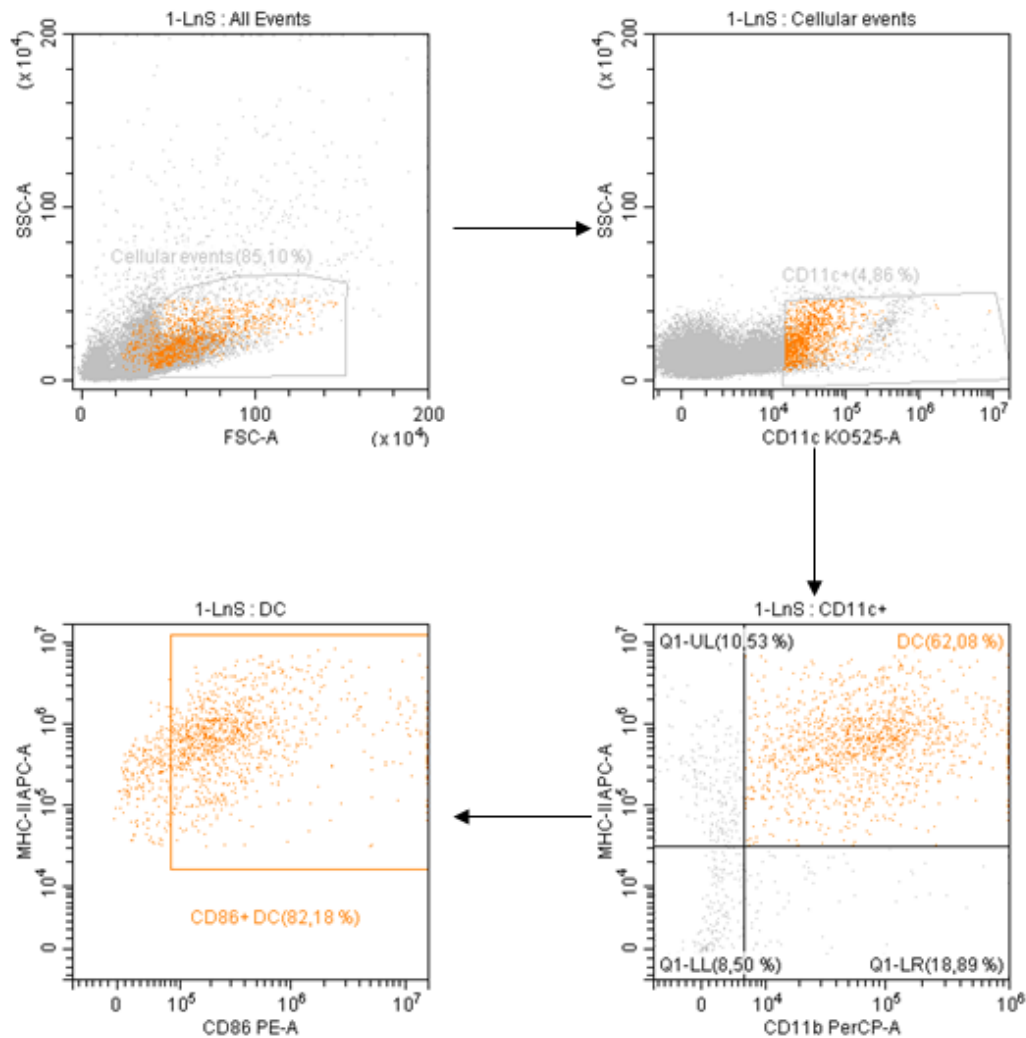 1-LnS : All Events
(x 10⁴)
200
100
0
SSC-A
Cellular events(85,10 %)
0
100
200
FSC-A
(x 10⁴)
1-LnS : Cellular events
(x 10⁴)
200
100
0
SSC-A
CD11c+(4,86 %)
0
10⁴
10⁵
10⁶
10⁷
CD11c KO525-A
1-LnS : DC
10⁷
10⁶
10⁵
10⁴
0
MHC-II APC-A
CD86+ DC(82,18 %)
0
10⁵
10⁶
10⁷
CD86 PE-A
1-LnS : CD11c+
10⁷
10⁶
10⁵
10⁴
0
MHC-II APC-A
Q1-UL(10,53 %)
DC(62,08 %)
Q1-LL(8,50 %)
Q1-LR(18,89 %)
0
10⁴
10⁵
10⁶
CD11b PerCP-A